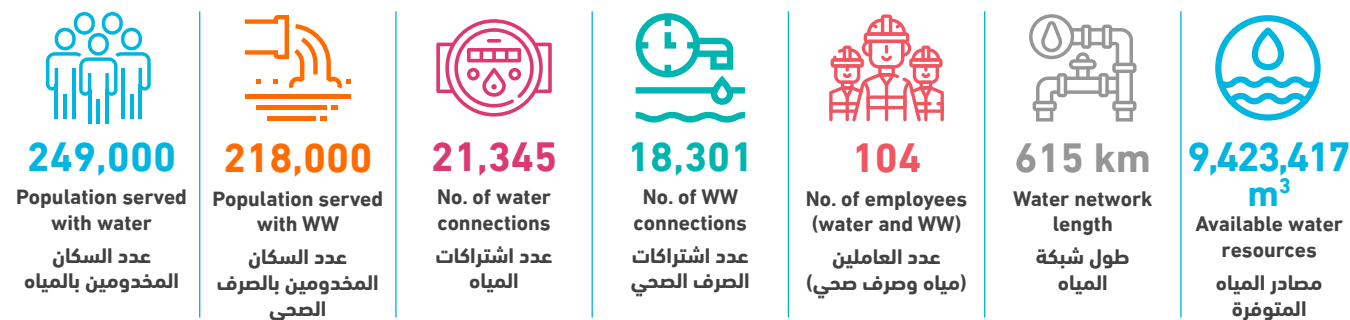 249,000
Population served
with water
عدد السكان
المخدومين بالمياه
218,000
Population served
with WW
عدد السكان
المخدومين بالصرف
الصحي
21,345
No. of water
connections
عدد اشتراكات
المياه
18,301
No. of WW
connections
عدد اشتراكات
الصرف الصحي
104
No. of employees
(water and WW)
عدد العاملين
(مياه وصرف صحي)
615 km
Water network
length
طول شبكة
المياه
9,423,417
m³
Available water
resources
مصادر المياه
المتوفرة